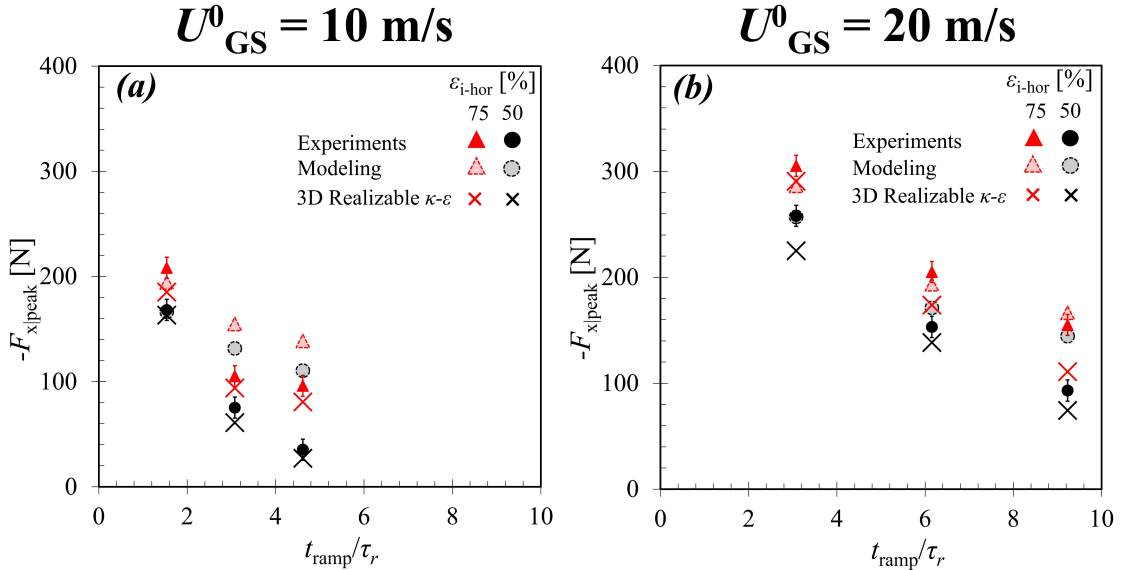 U⁰GS = 10 m/s
U⁰GS = 20 m/s
(a)
εi-hor [%]
75 50
Experiments
Modeling
3D Realizable κ-ε
400
300
200
100
0
0 2 4 6 8 10
-Fx|peak [N]
tramp/τr
(b)
εi-hor [%]
75 50
Experiments
Modeling
3D Realizable κ-ε
400
300
200
100
0
0 2 4 6 8 10
-Fx|peak [N]
tramp/τr